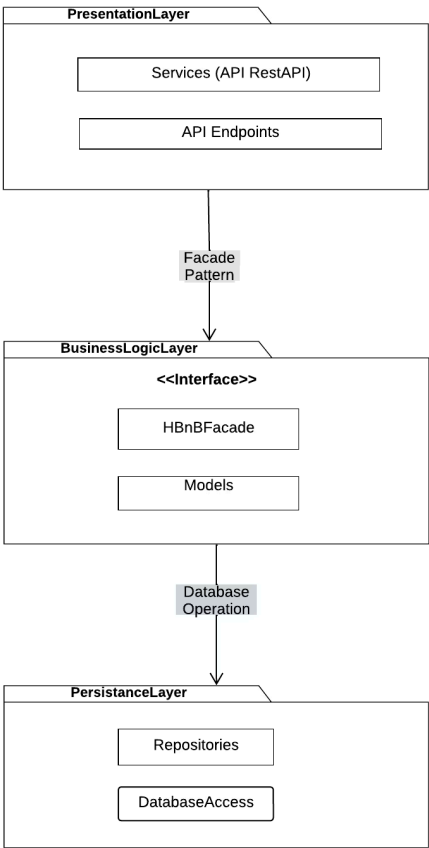 PresentationLayer
Services (API RestAPI)
API Endpoints
Facade
Pattern
BusinessLogicLayer
<<Interface>>
HBnBFacade
Models
Database
Operation
PersistanceLayer
Repositories
DatabaseAccess